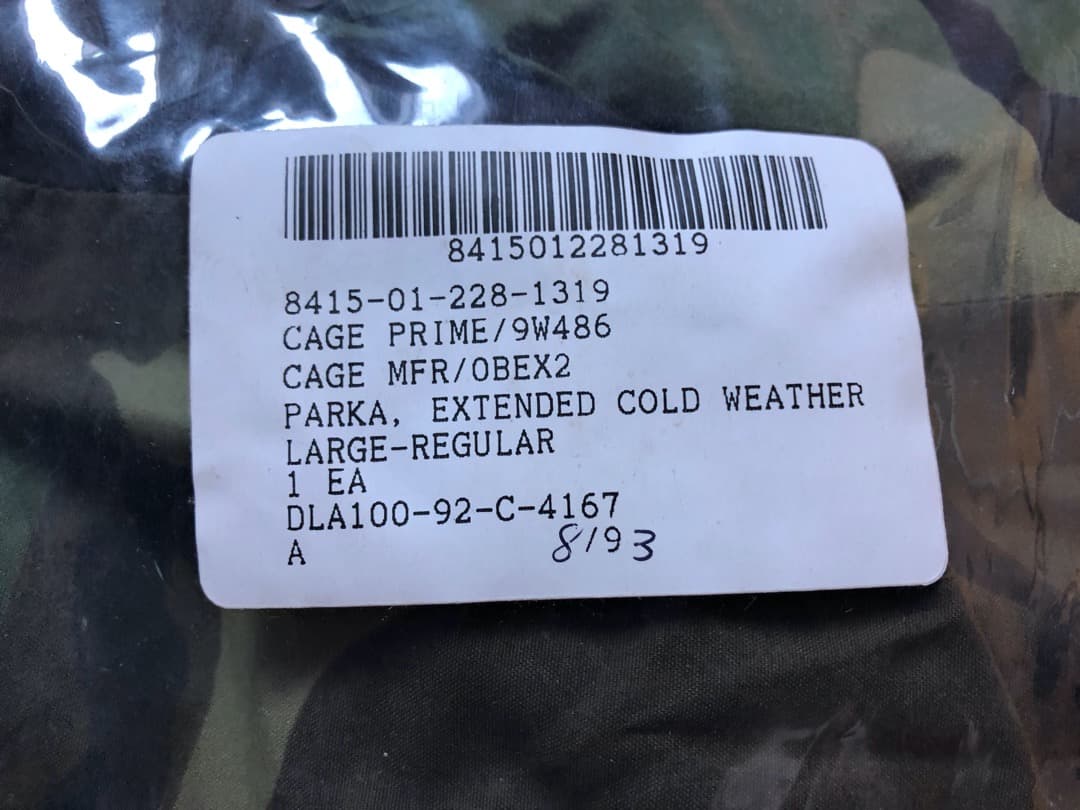 8415012281319
8415-01-228-1319
CAGE PRIME/9W486
CAGE MFR/0BEX2
PARKA, EXTENDED COLD WEATHER
LARGE-REGULAR
1 EA
DLA100-92-C-4167
A 8/93